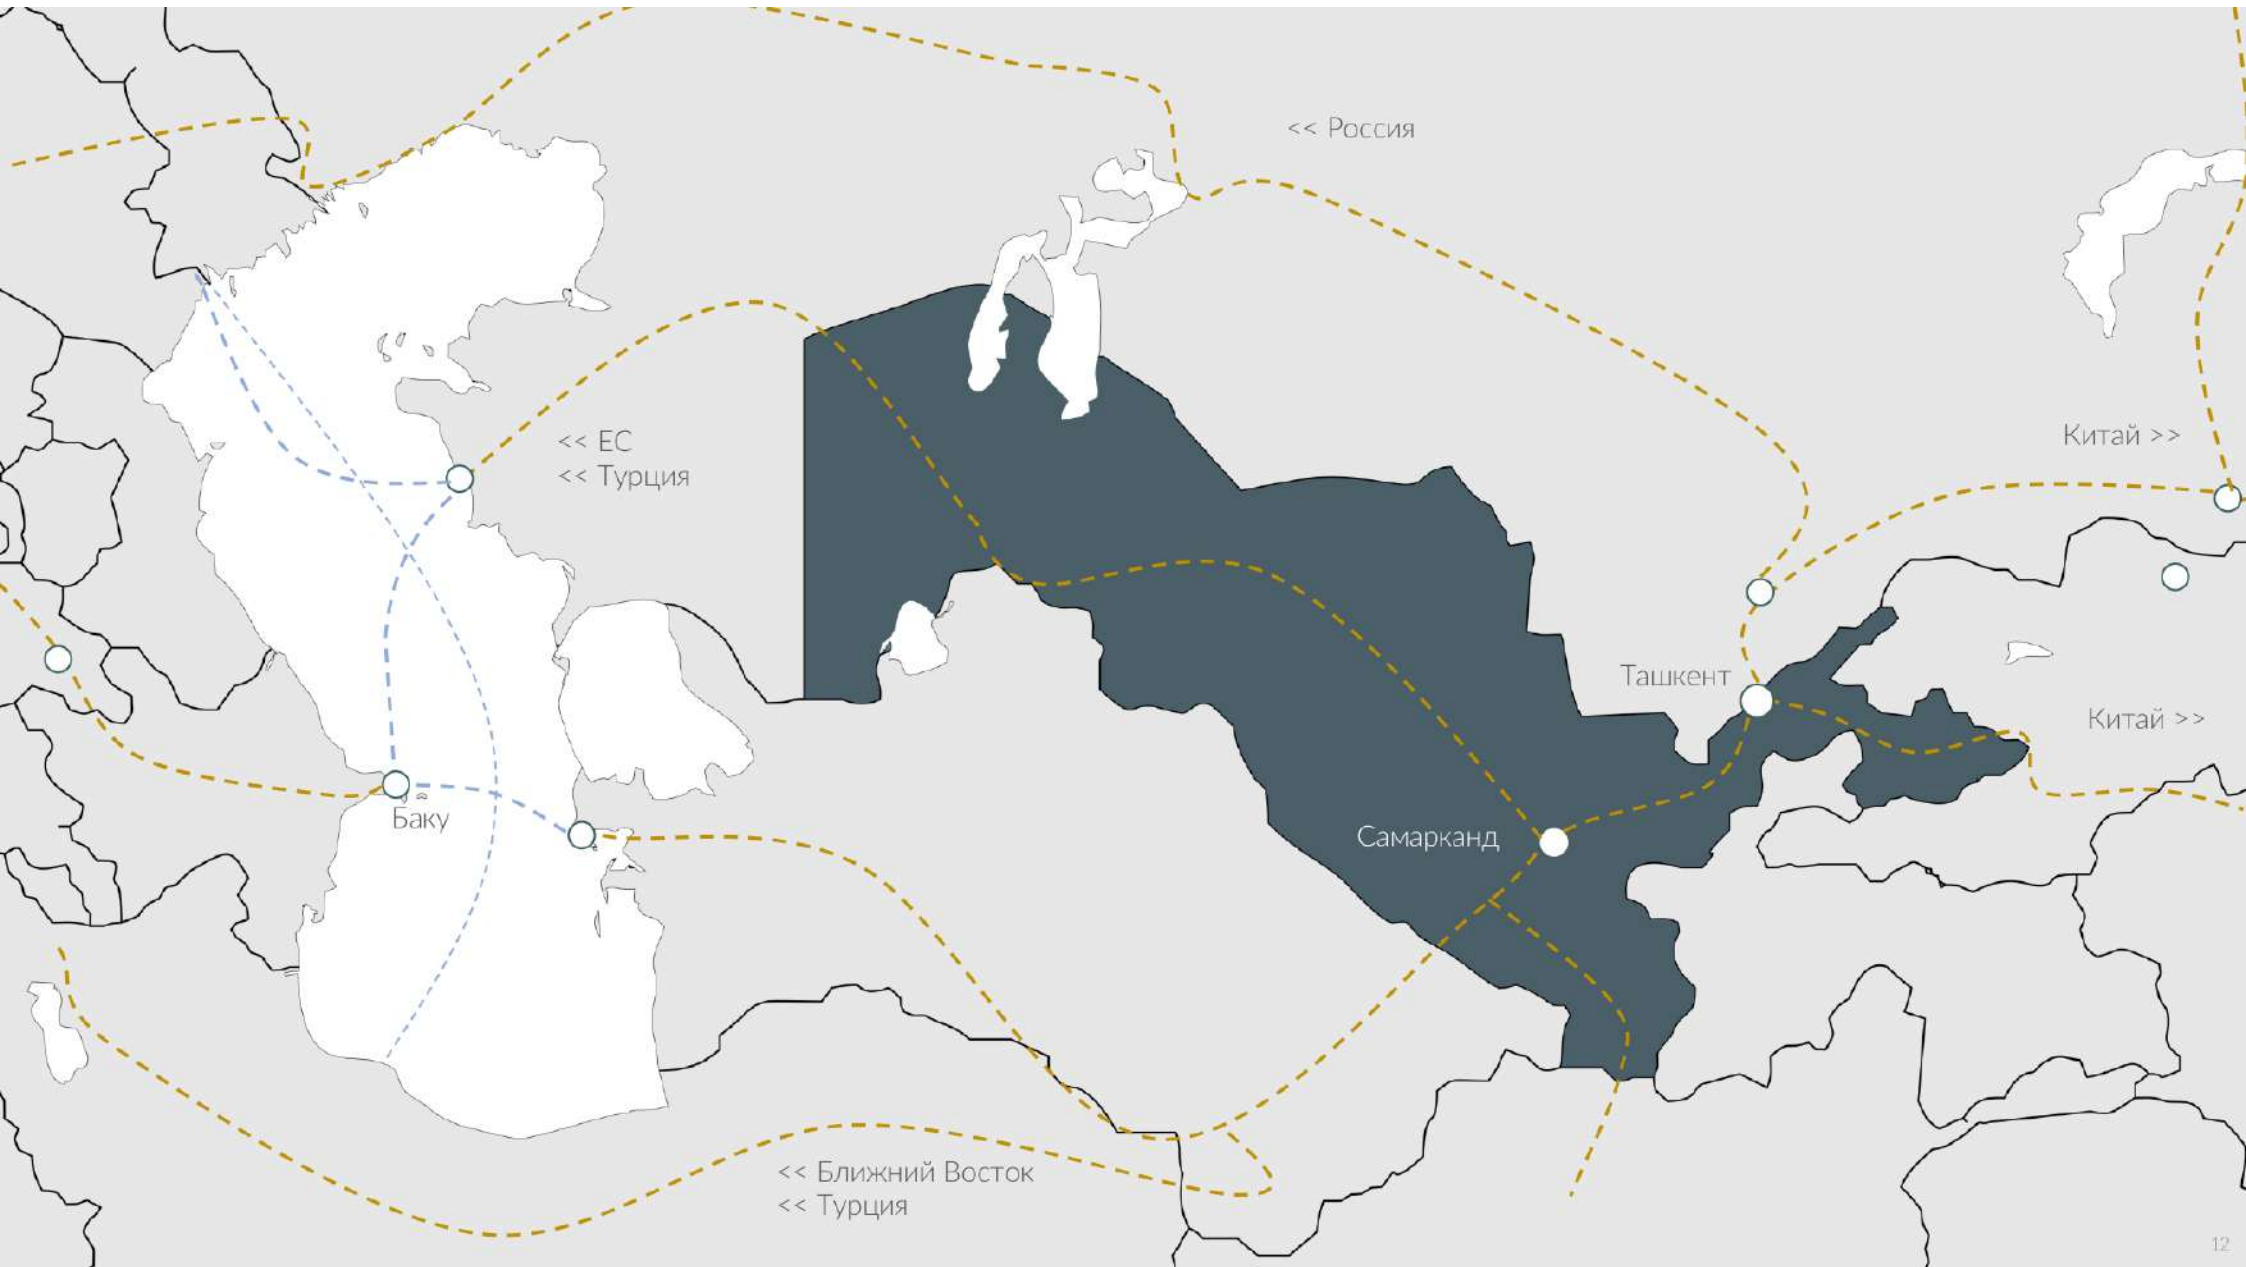 << Россия
<< ЕС
<< Турция
Китай >>
Ташкент
Китай >>
Баку
Самарканд
<< Ближний Восток
<< Турция
12